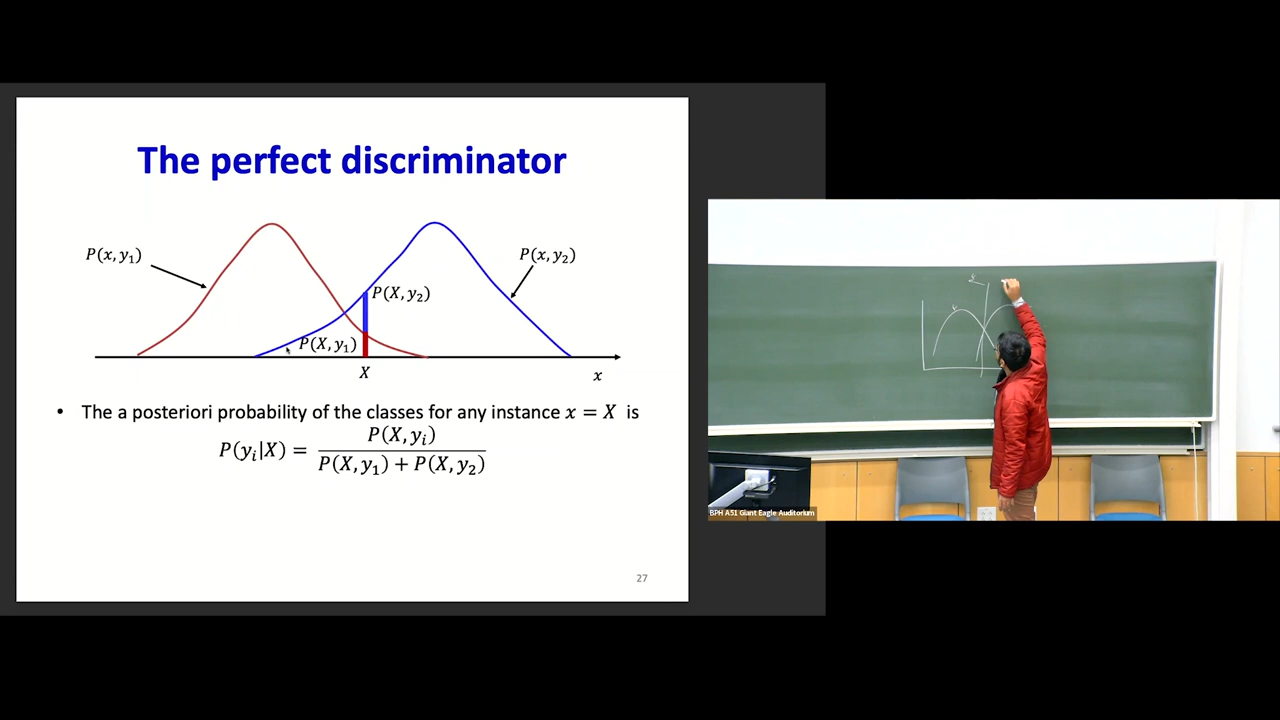 The perfect discriminator
P(x, y₁)
P(x, y₂)
P(X, y₂)
P(X, y₁)
X
x
• The a posteriori probability of the classes for any instance x = X is
P(yᵢ|X) = P(X, yᵢ) / P(X, y₁) + P(X, y₂)
27
BPH A51 Giant Eagle Auditorium